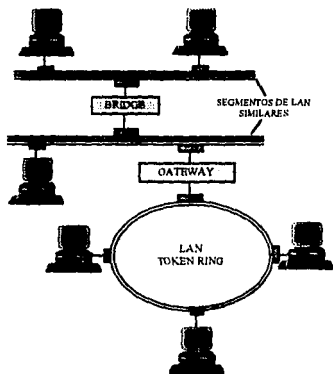 BRIDGE
SEGMENTOS DE LAN
SIMILARES
GATEWAY
LAN
TOKEN RING